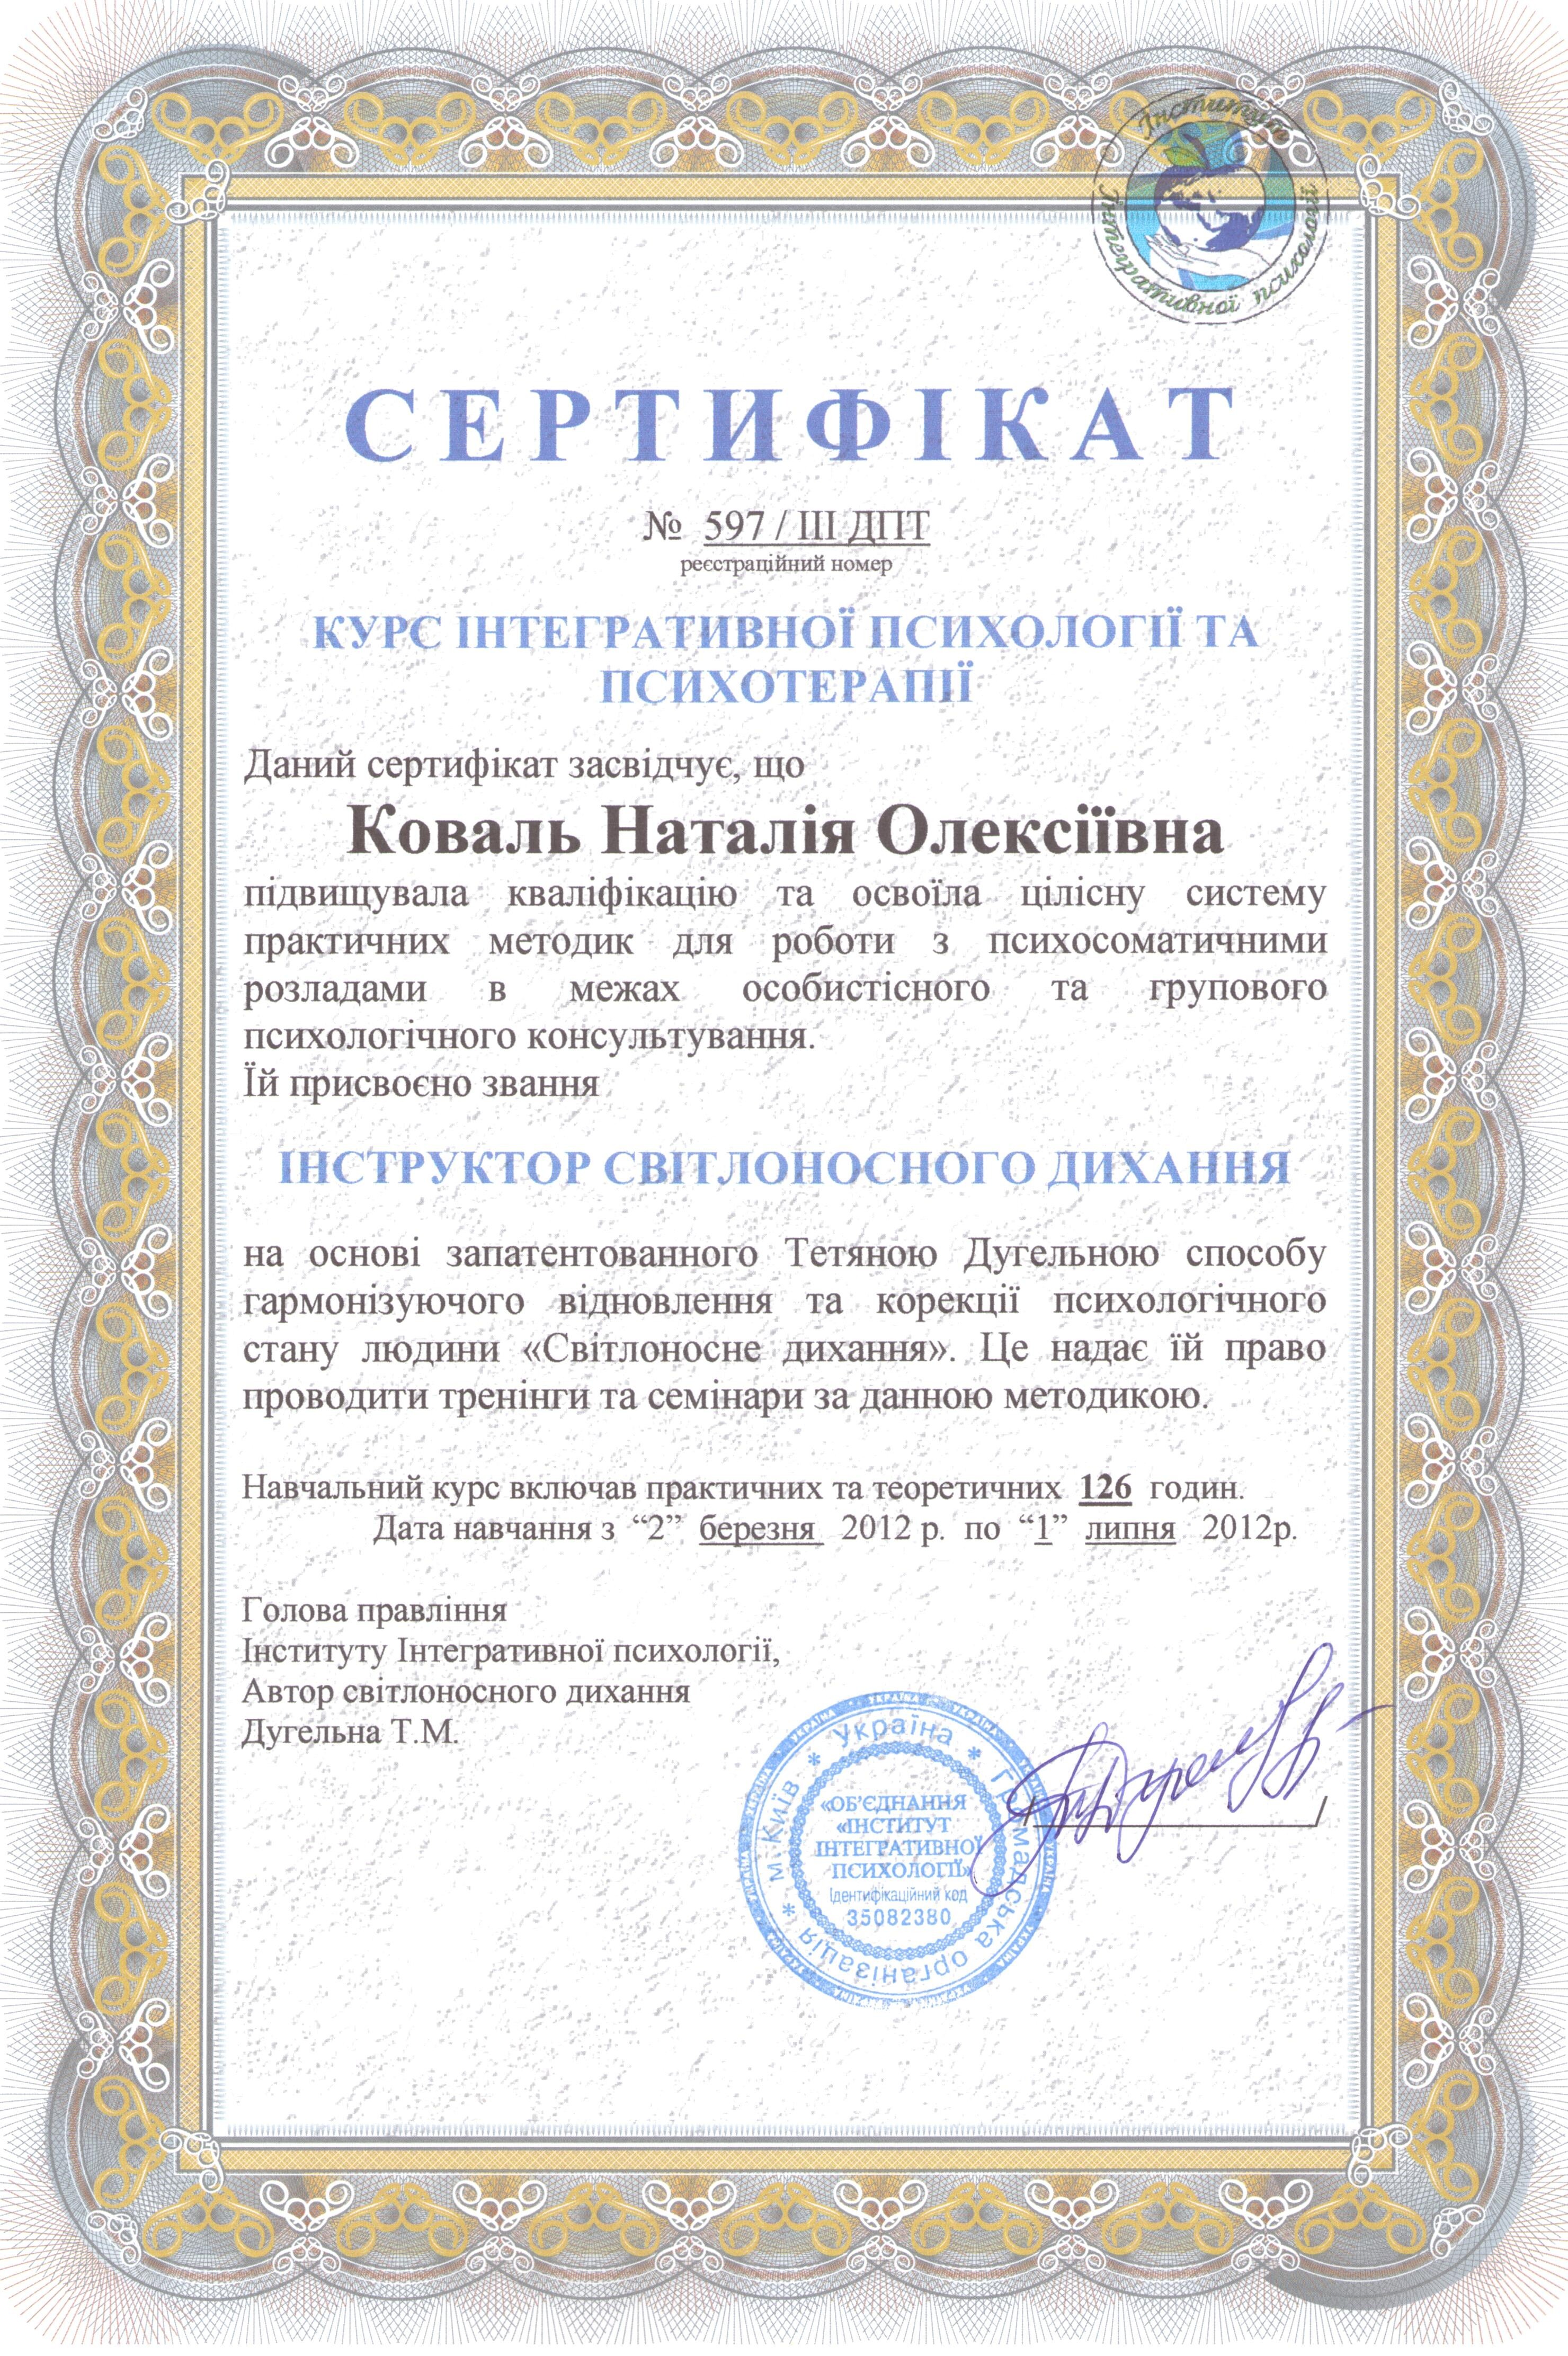 Інститут
Інтегративної психології
СЕРТИФІКАТ
№ 597 / ІІІ ДПТ
реєстраційний номер
КУРС ІНТЕГРАТИВНОЇ ПСИХОЛОГІЇ ТА
ПСИХОТЕРАПІЇ
Даний сертифікат засвідчує, що
Коваль Наталія Олексіївна
підвищувала кваліфікацію та освоїла цілісну систему
практичних методик для роботи з психосоматичними
розладами в межах особистісного та групового
психологічного консультування.
Їй присвоєно звання
ІНСТРУКТОР СВІТЛОНОСНОГО ДИХАННЯ
на основі запатентованного Тетяною Дугельною способу
гармонізуючого відновлення та корекції психологічного
стану людини «Світлоносне дихання». Це надає їй право
проводити тренінги та семінари за данною методикою.
Навчальний курс включав практичних та теоретичних 126 годин.
Дата навчання з “2” березня 2012 р. по “1” липня 2012р.
Голова правління
Інституту Інтегративної психології,
Автор світлоносного дихання
Дугельна Т.М.
* м. Київ * Україна * Громадська організація
«ОБ’ЄДНАННЯ
«ІНСТИТУТ
ІНТЕГРАТИВНОЇ
ПСИХОЛОГІЇ»
Ідентифікаційний код
35082380
/ /